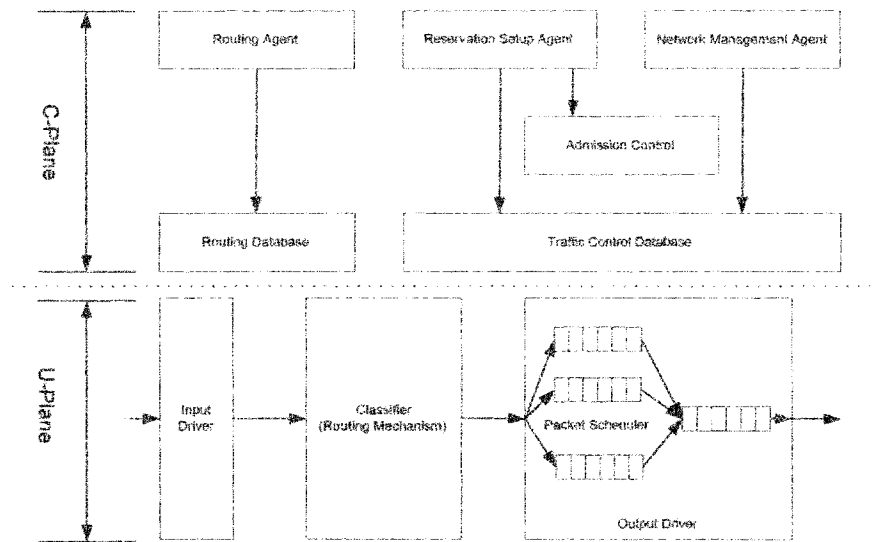 C-Plane
Routing Agent
Reservation Setup Agent
Network Management Agent
Admission Control
Routing Database
Traffic Control Database
U-Plane
Input
Driver
Classifier
(Routing Mechanism)
Packet Scheduler
Output Driver